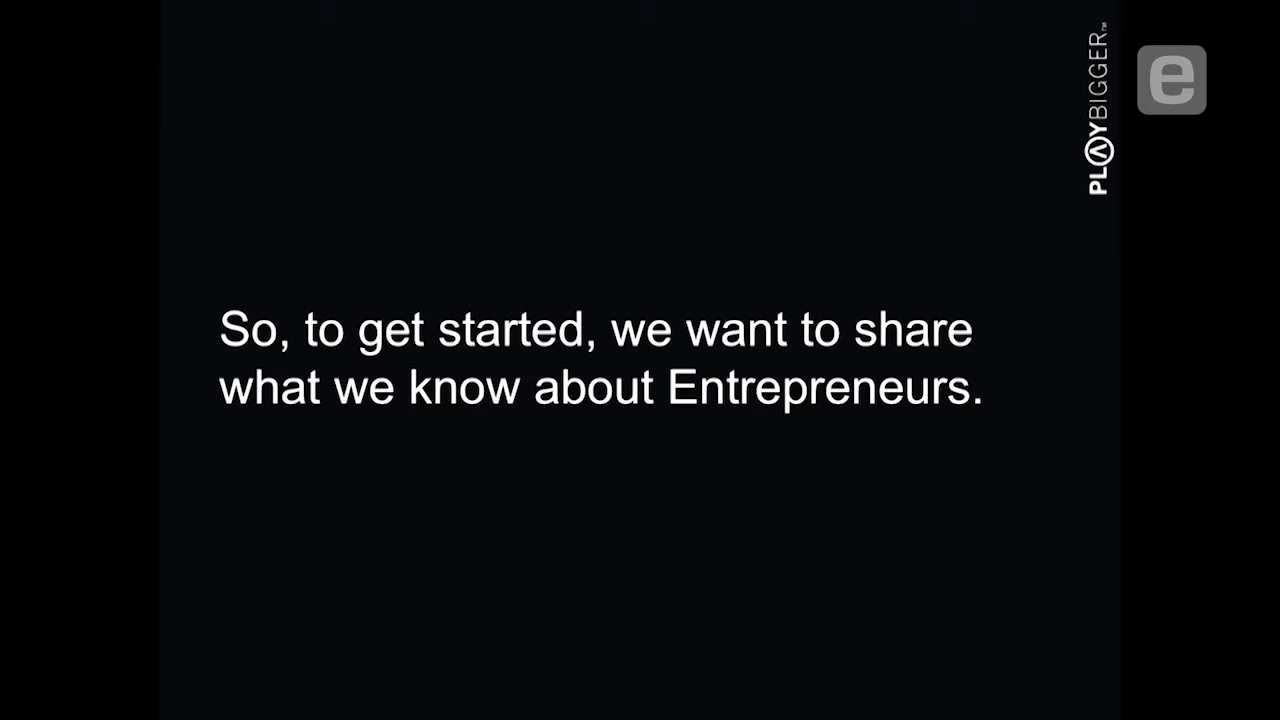 PLAYBIGGER™
e
So, to get started, we want to share
what we know about Entrepreneurs.